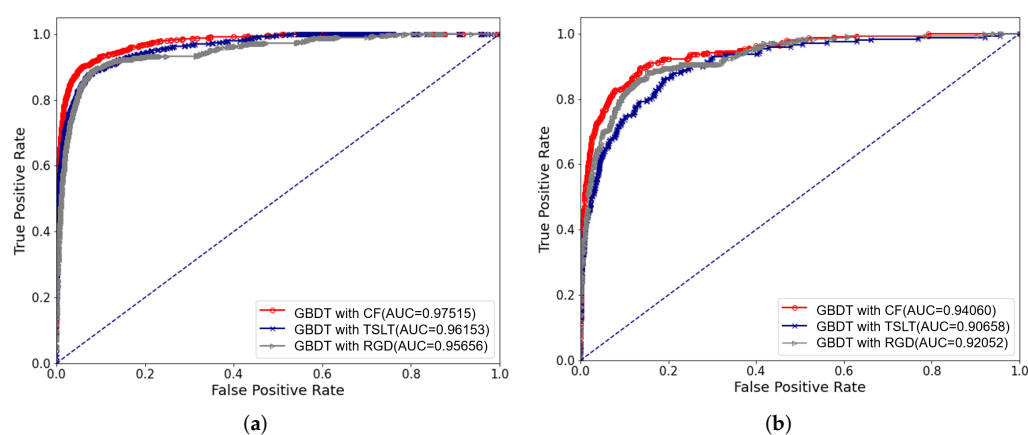 1.0
0.8
0.6
0.4
0.2
0.0
True Positive Rate
0.0 0.2 0.4 0.6 0.8 1.0
False Positive Rate
GBDT with CF(AUC=0.97515)
GBDT with TSLT(AUC=0.96153)
GBDT with RGD(AUC=0.95656)
(a)
1.0
0.8
0.6
0.4
0.2
0.0
True Positive Rate
0.0 0.2 0.4 0.6 0.8 1.0
False Positive Rate
GBDT with CF(AUC=0.94060)
GBDT with TSLT(AUC=0.90658)
GBDT with RGD(AUC=0.92052)
(b)